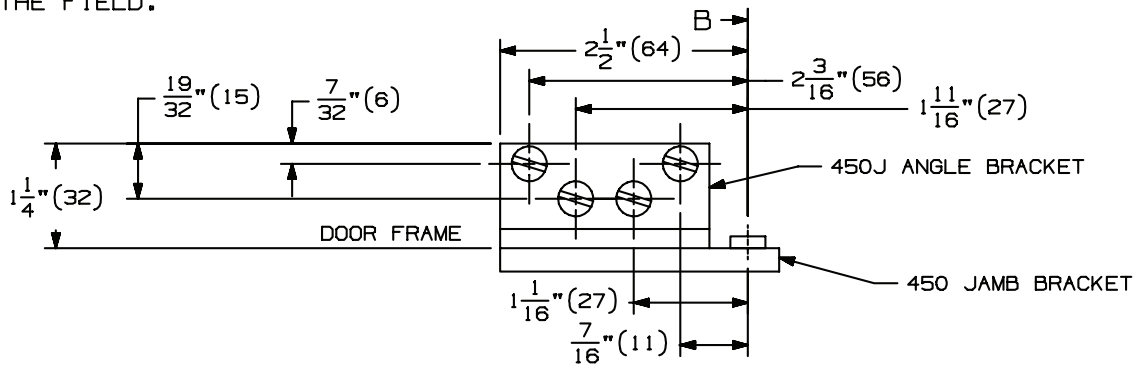 THE FIELD.
B
2 1/2" (64)
19/32" (15)
7/32" (6)
2 3/16" (56)
1 11/16" (27)
1 1/4" (32)
450J ANGLE BRACKET
DOOR FRAME
450 JAMB BRACKET
1 1/16" (27)
7/16" (11)